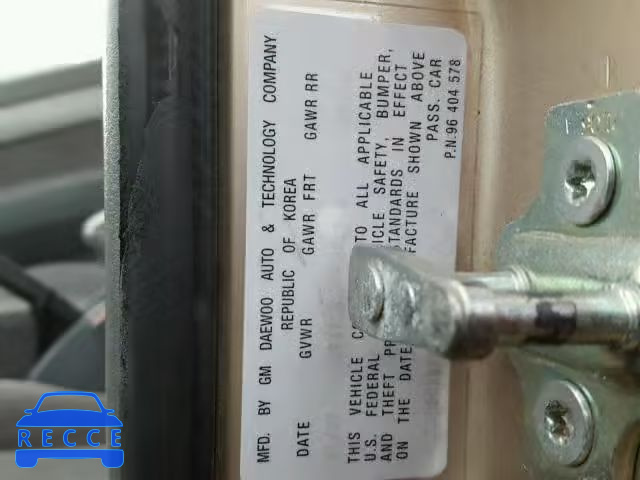 MFD. BY GM DAEWOO AUTO & TECHNOLOGY COMPANY
REPUBLIC OF KOREA
DATE GVWR GAWR FRT GAWR RR
THIS VEHICLE TO ALL APPLICABLE
U.S. FEDERAL SAFETY, BUMPER,
AND THEFT STANDARDS IN EFFECT
ON THE DATE SHOWN ABOVE
PASS. CAR
P.N.96 404 578
RECCE